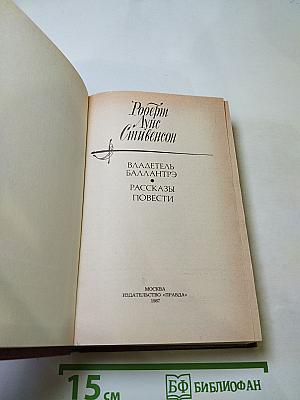 Роберт
Луис
Стивенсон
ВЛАДЕТЕЛЬ
БАЛЛАНТРЭ
•
РАССКАЗЫ
ПОВЕСТИ
МОСКВА
ИЗДАТЕЛЬСТВО «ПРАВДА»
1987
15 см
БФ БИБЛИОФАН